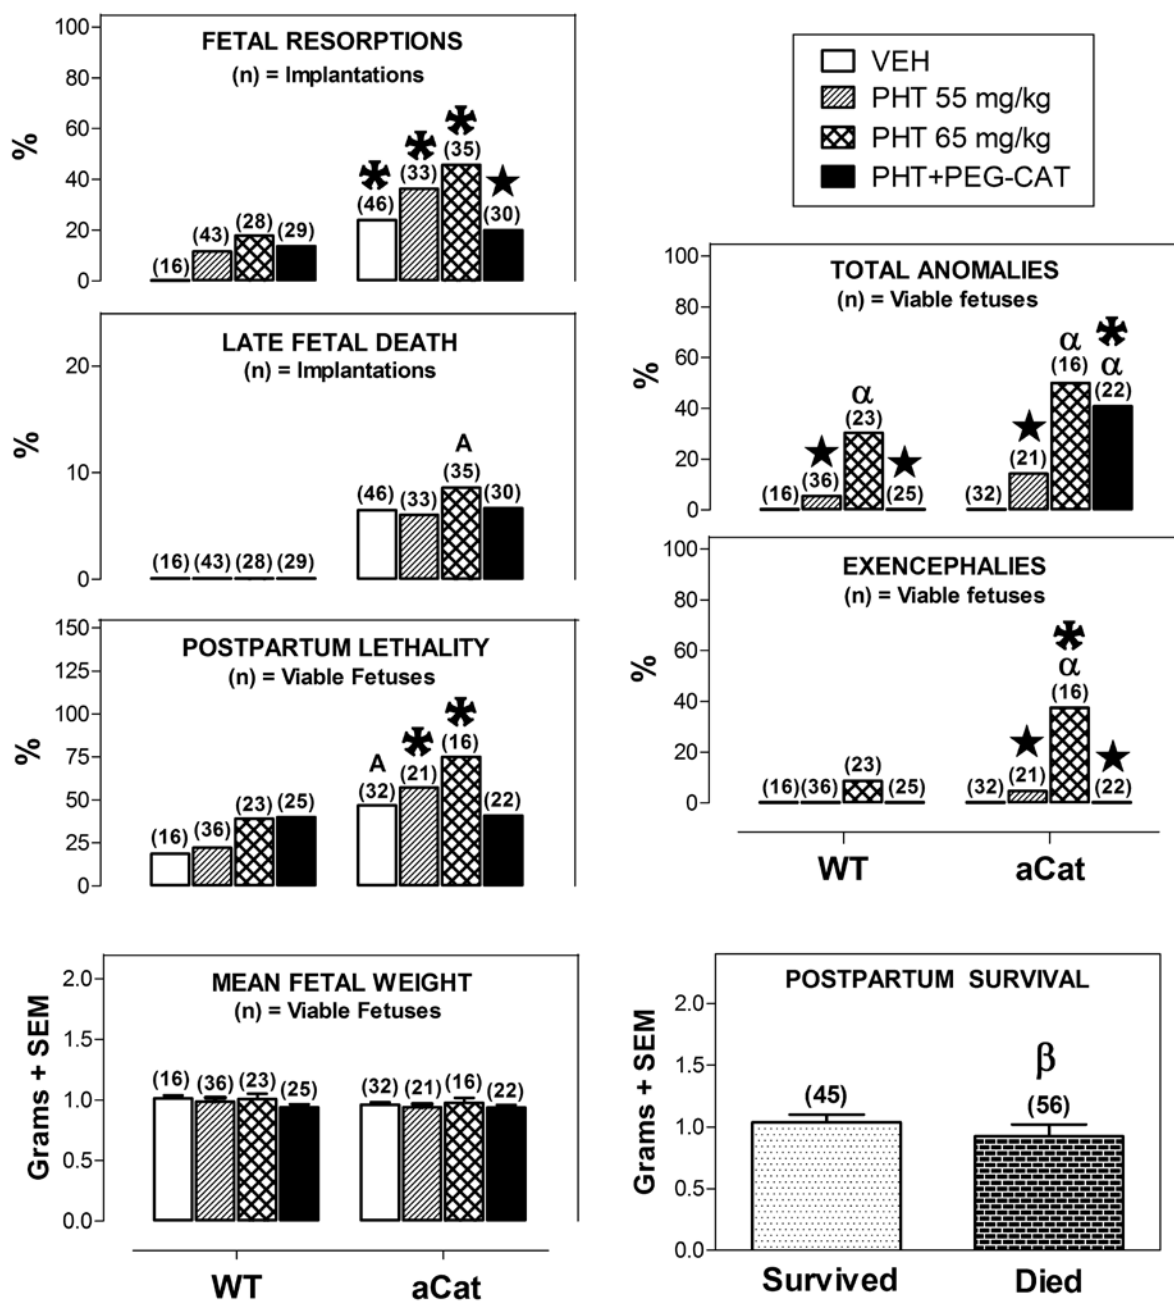 FETAL RESORPTIONS
(n) = Implantations
100
80
60
40
20
0
%
(16)
(43)
(28)
(29)
(46)
(33)
(35)
(30)
VEH
PHT 55 mg/kg
PHT 65 mg/kg
PHT+PEG-CAT
LATE FETAL DEATH
(n) = Implantations
20
10
0
%
(16) (43) (28) (29)
(46) (33)
A
(35)
(30)
TOTAL ANOMALIES
(n) = Viable fetuses
100
80
60
40
20
0
%
(16)
(36)
α
(23)
(25)
(32)
(21)
α
(16)
α
(22)
POSTPARTUM LETHALITY
(n) = Viable Fetuses
150
125
100
75
50
25
0
%
(16)
(36)
(23)
(25)
A
(32)
(21)
(16)
(22)
EXENCEPHALIES
(n) = Viable fetuses
100
80
60
40
20
0
%
(16)(36)
(23)
(25)
(32)
(21)
α
(16)
(22)
WT
aCat
MEAN FETAL WEIGHT
(n) = Viable Fetuses
2.0
1.5
1.0
0.5
0.0
Grams + SEM
(16)
(36)
(23)
(25)
(32)
(21)
(16)
(22)
WT
aCat
POSTPARTUM SURVIVAL
2.0
1.5
1.0
0.5
0.0
Grams + SEM
(45)
β
(56)
Survived
Died